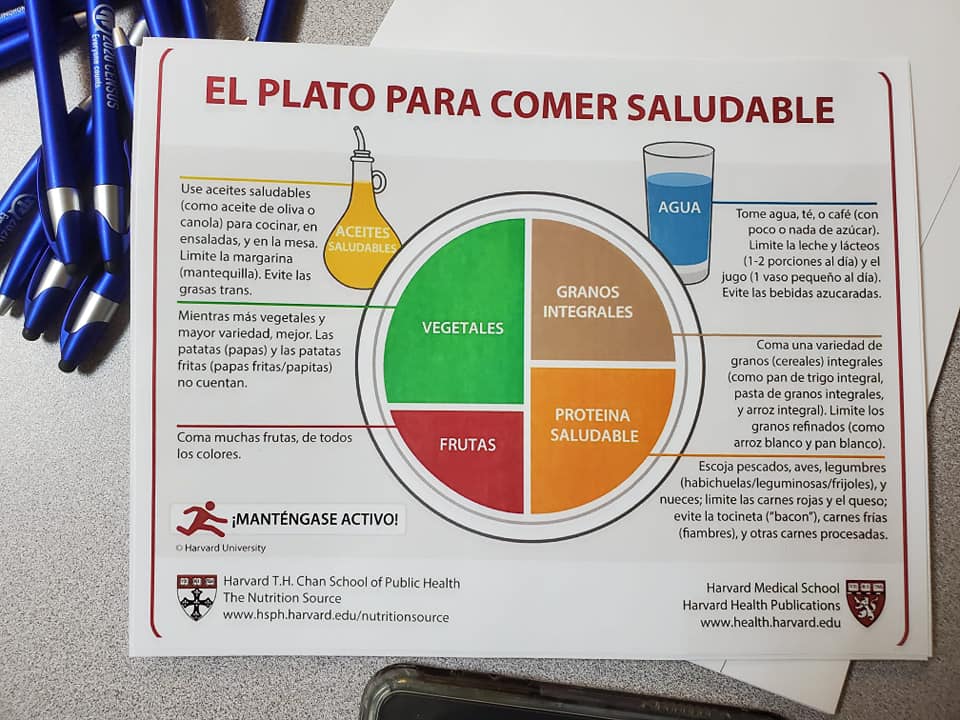 2020 CENSUS
Everyone counts
EL PLATO PARA COMER SALUDABLE
Use aceites saludables
(como aceite de oliva o
canola) para cocinar, en
ensaladas, y en la mesa.
Limite la margarina
(mantequilla). Evite las
grasas trans.
ACEITES
SALUDABLES
AGUA
Tome agua, té, o café (con
poco o nada de azúcar).
Limite la leche y lácteos
(1-2 porciones al día) y el
jugo (1 vaso pequeño al día).
Evite las bebidas azucaradas.
Mientras más vegetales y
mayor variedad, mejor. Las
patatas (papas) y las patatas
fritas (papas fritas/papitas)
no cuentan.
VEGETALES
GRANOS
INTEGRALES
Coma una variedad de
granos (cereales) integrales
(como pan de trigo integral,
pasta de granos integrales,
y arroz integral). Limite los
granos refinados (como
arroz blanco y pan blanco).
Coma muchas frutas, de todos
los colores.
FRUTAS
PROTEINA
SALUDABLE
Escoja pescados, aves, legumbres
(habichuelas/leguminosas/frijoles), y
nueces; limite las carnes rojas y el queso;
evite la tocineta ("bacon"), carnes frías
(fiambres), y otras carnes procesadas.
¡MANTÉNGASE ACTIVO!
© Harvard University
Harvard T.H. Chan School of Public Health
The Nutrition Source
www.hsph.harvard.edu/nutritionsource
Harvard Medical School
Harvard Health Publications
www.health.harvard.edu